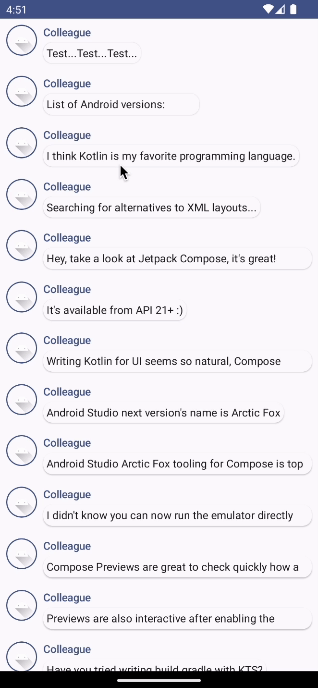 4:51
Colleague
Test...Test...Test...
Colleague
List of Android versions:
Colleague
I think Kotlin is my favorite programming language.
Colleague
Searching for alternatives to XML layouts...
Colleague
Hey, take a look at Jetpack Compose, it's great!
Colleague
It's available from API 21+ :)
Colleague
Writing Kotlin for UI seems so natural, Compose
Colleague
Android Studio next version's name is Arctic Fox
Colleague
Android Studio Arctic Fox tooling for Compose is top
Colleague
I didn't know you can now run the emulator directly
Colleague
Compose Previews are great to check quickly how a
Colleague
Previews are also interactive after enabling the
Colleague
Have you tried writing build.gradle with KTS?